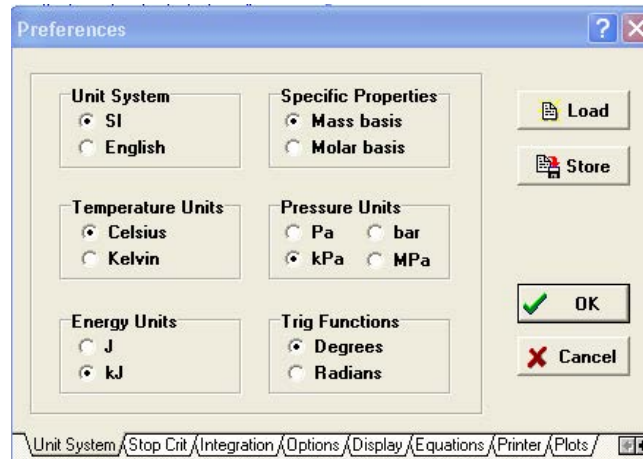 Preferences
Unit System
SI
English
Specific Properties
Mass basis
Molar basis
Load
Store
Temperature Units
Celsius
Kelvin
Pressure Units
Pa
bar
kPa
MPa
Energy Units
J
kJ
Trig Functions
Degrees
Radians
OK
Cancel
Unit System Stop Crit Integration Options Display Equations Printer Plots